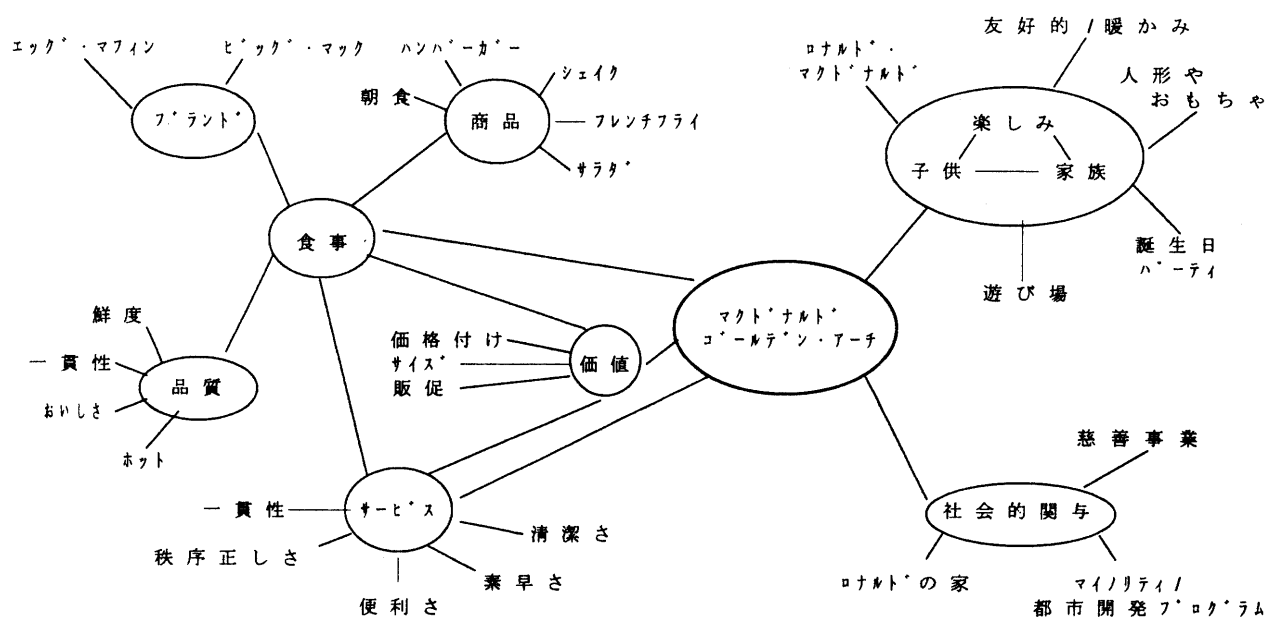 友好的/暖かみ
エッグ・マフィン
ビッグ・マック
ハンバーガー
ロナルド・
マクドナルド
シェイク
人形や
おもちゃ
朝食
ブランド
商品
フレンチフライ
楽しみ
サラダ
子供
家族
食事
誕生日
パーティ
遊び場
鮮度
マクドナルド
ゴールデン・アーチ
価格付け
一貫性
サイズ
価値
品質
販促
おいしさ
ホット
慈善事業
一貫性
サービス
社会的関与
清潔さ
秩序正しさ
素早さ
ロナルドの家
マイノリティ/
便利さ
都市開発プログラム